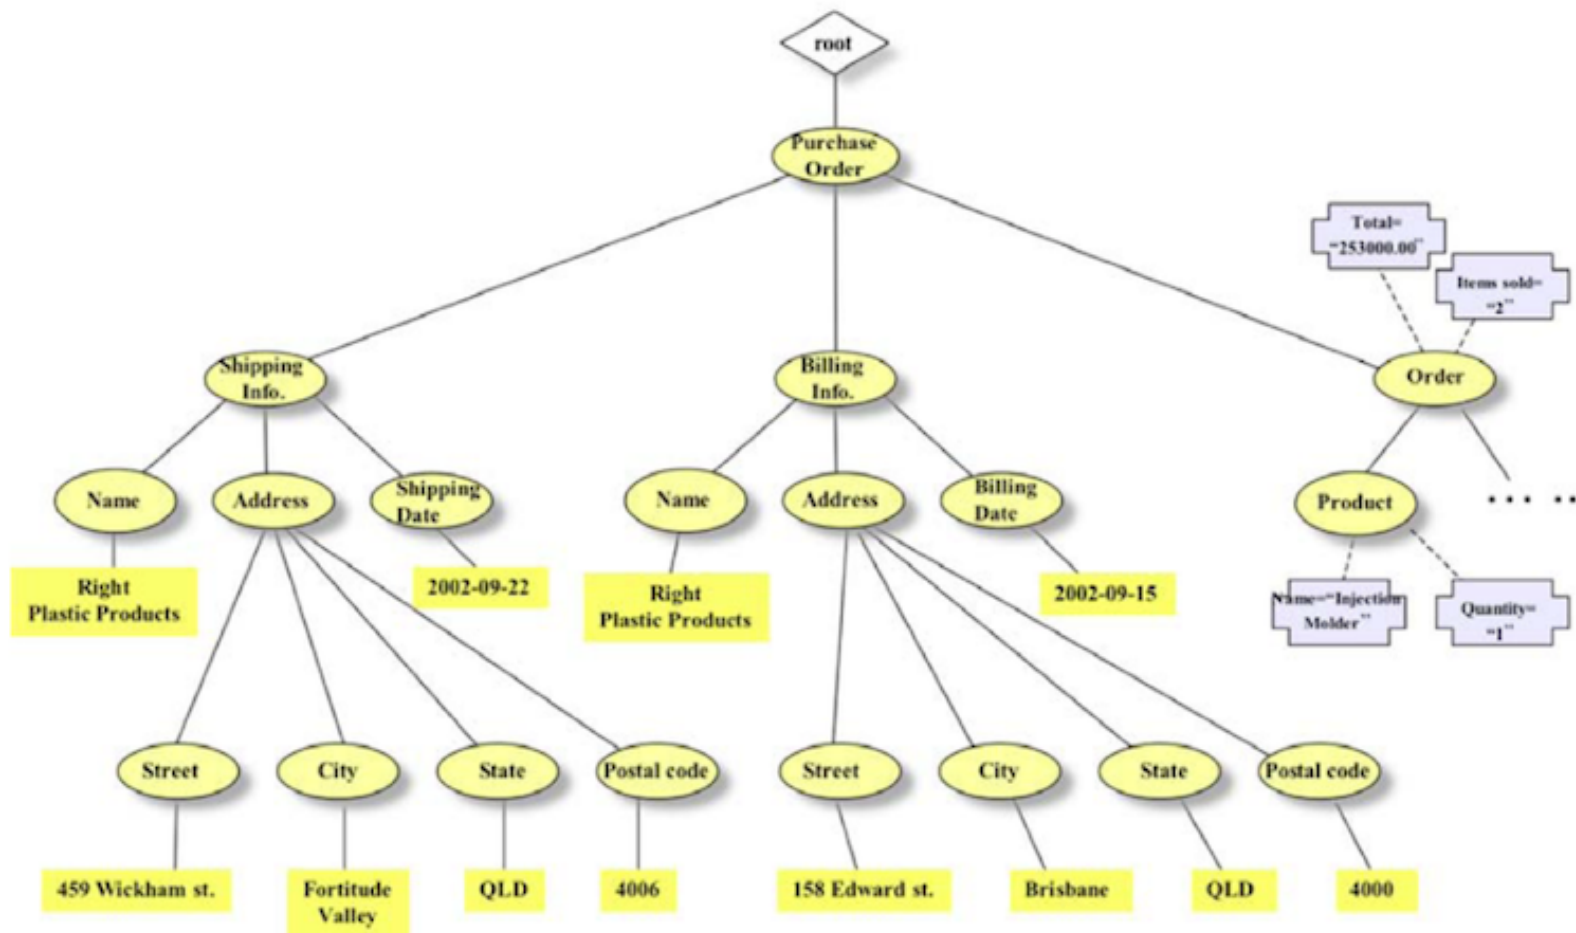 root
Purchase
Order
Total=
“253000.00”
Items sold=
“2”
Shipping
Info.
Billing
Info.
Order
Name
Address
Shipping
Date
Name
Address
Billing
Date
Product
... ..
Right
Plastic Products
2002-09-22
Right
Plastic Products
2002-09-15
Name=“Injection
Molder”
Quantity=
“1”
Street
City
State
Postal code
Street
City
State
Postal code
459 Wickham st.
Fortitude
Valley
QLD
4006
158 Edward st.
Brisbane
QLD
4000